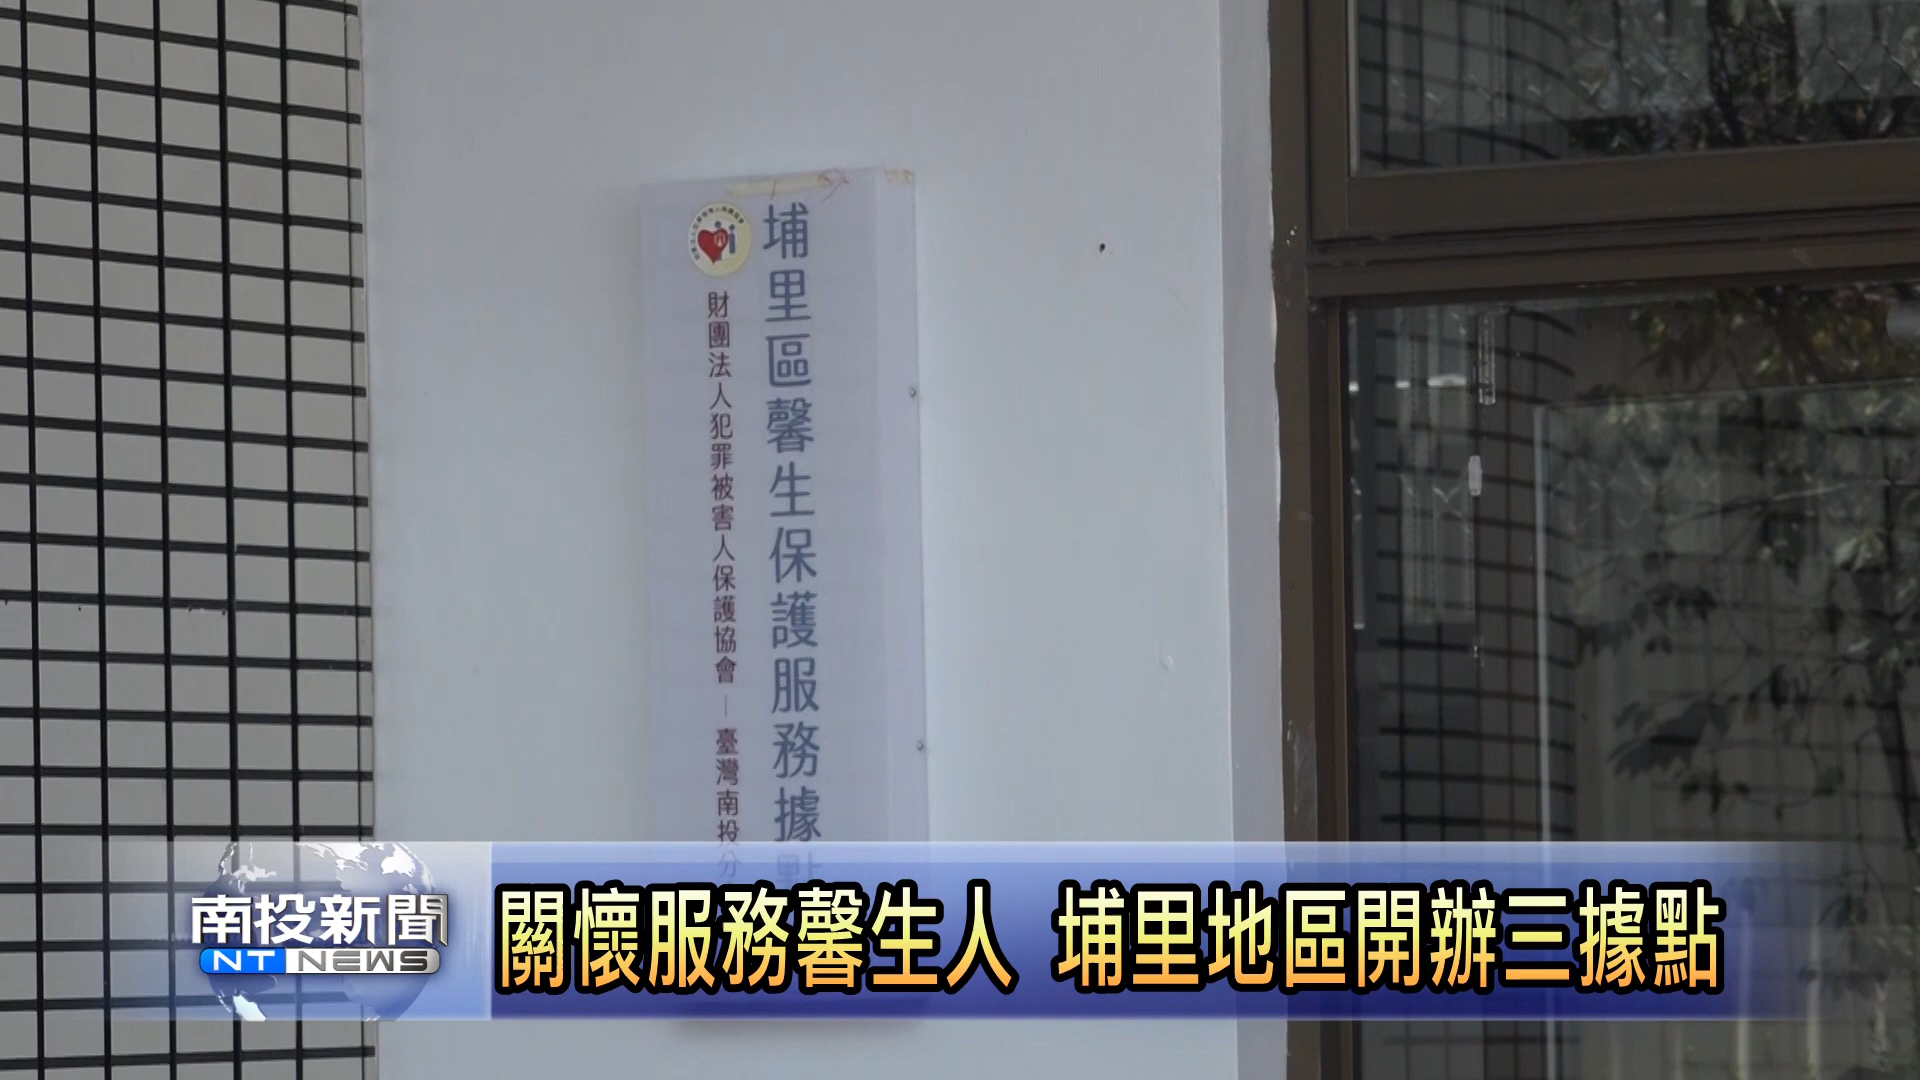 埔里區馨生保護服務據點
財團法人犯罪被害人保護協會－臺灣南投分
南投新聞
NT NEWS
關懷服務馨生人 埔里地區開辦三據點